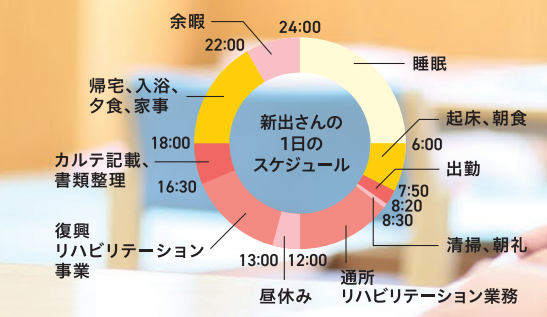 新出さんの
1日の
スケジュール
24:00
睡眠
6:00
起床、朝食
7:50
出勤
8:20
清掃、朝礼
8:30
通所
リハビリテーション業務
12:00
昼休み
13:00
復興
リハビリテーション
事業
16:30
カルテ記載、
書類整理
18:00
帰宅、入浴、
夕食、家事
22:00
余暇